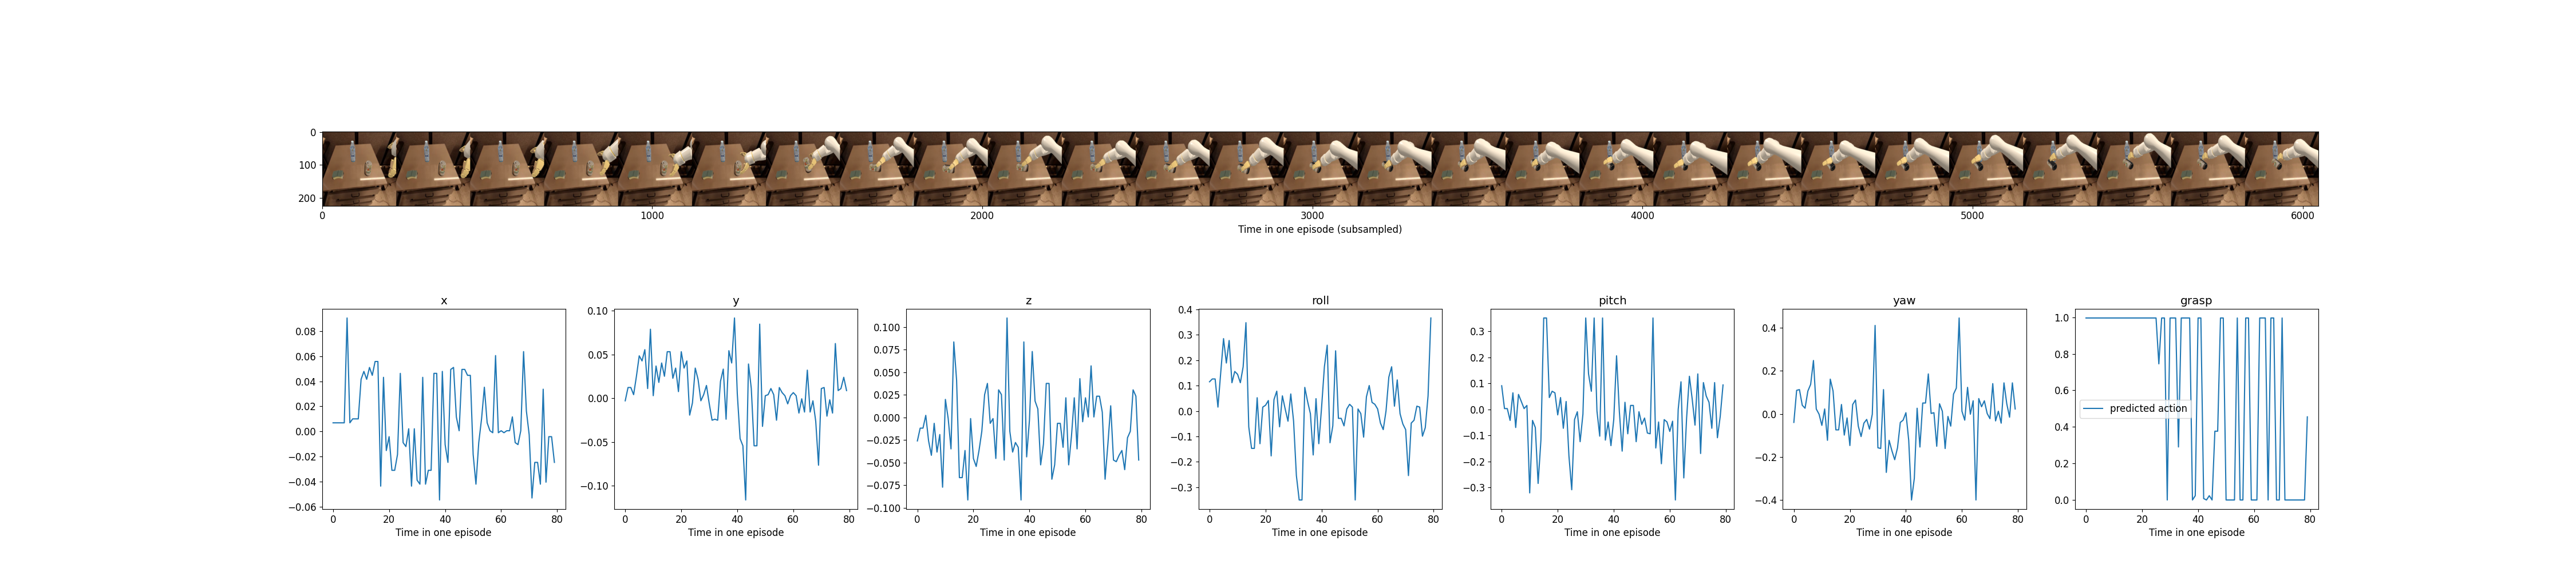 0
100
200
0 1000 2000 3000 4000 5000 6000
Time in one episode (subsampled)
x
0.08
0.06
0.04
0.02
0.00
−0.02
−0.04
−0.06
0 20 40 60 80
Time in one episode
y
0.10
0.05
0.00
−0.05
−0.10
0 20 40 60 80
Time in one episode
z
0.100
0.075
0.050
0.025
0.000
−0.025
−0.050
−0.075
−0.100
0 20 40 60 80
Time in one episode
roll
0.4
0.3
0.2
0.1
0.0
−0.1
−0.2
−0.3
0 20 40 60 80
Time in one episode
pitch
0.3
0.2
0.1
0.0
−0.1
−0.2
−0.3
0 20 40 60 80
Time in one episode
yaw
0.4
0.2
0.0
−0.2
−0.4
0 20 40 60 80
Time in one episode
grasp
1.0
0.8
0.6
0.4
0.2
0.0
predicted action
0 20 40 60 80
Time in one episode